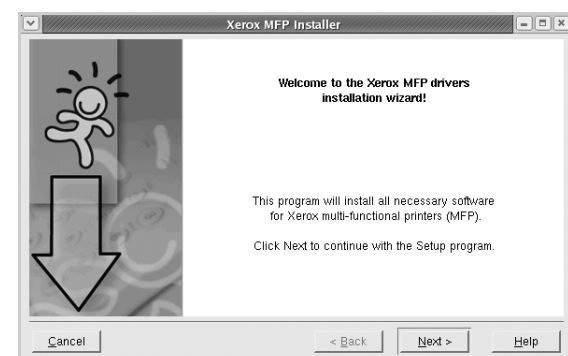 Xerox MFP Installer
Welcome to the Xerox MFP drivers
installation wizard!
This program will install all necessary software
for Xerox multi-functional printers (MFP).
Click Next to continue with the Setup program.
Cancel
< Back
Next >
Help